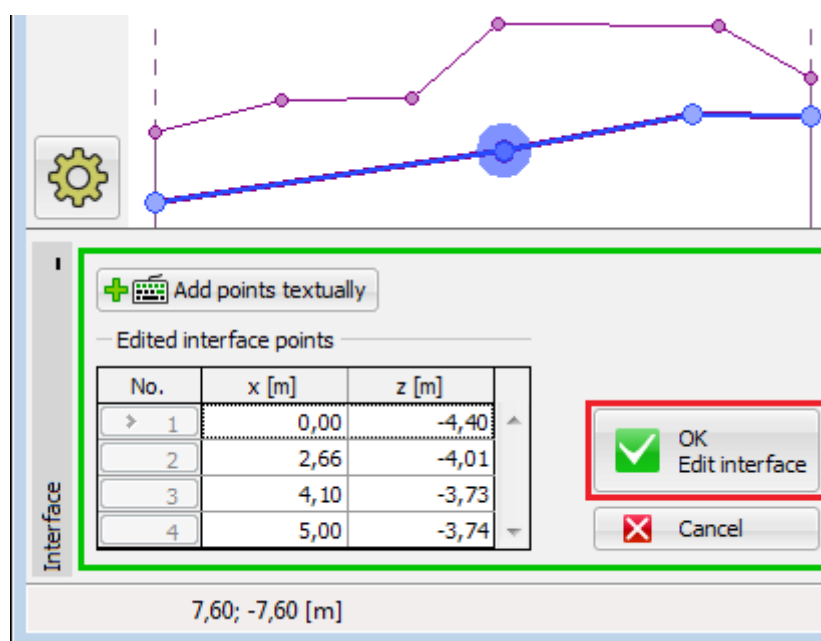 Add points textually
Edited interface points
No. x [m] z [m]
1 0,00 -4,40
2 2,66 -4,01
3 4,10 -3,73
4 5,00 -3,74
OK
Edit interface
Cancel
Interface
7,60; -7,60 [m]